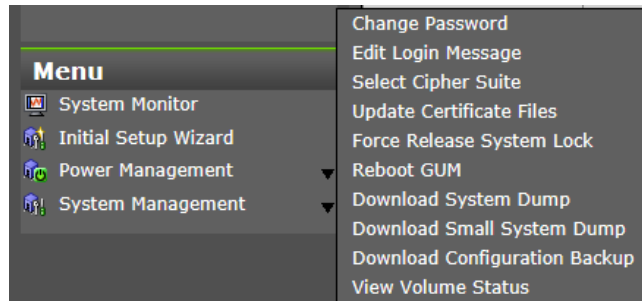 Menu
System Monitor
Initial Setup Wizard
Power Management
System Management
Change Password
Edit Login Message
Select Cipher Suite
Update Certificate Files
Force Release System Lock
Reboot GUM
Download System Dump
Download Small System Dump
Download Configuration Backup
View Volume Status